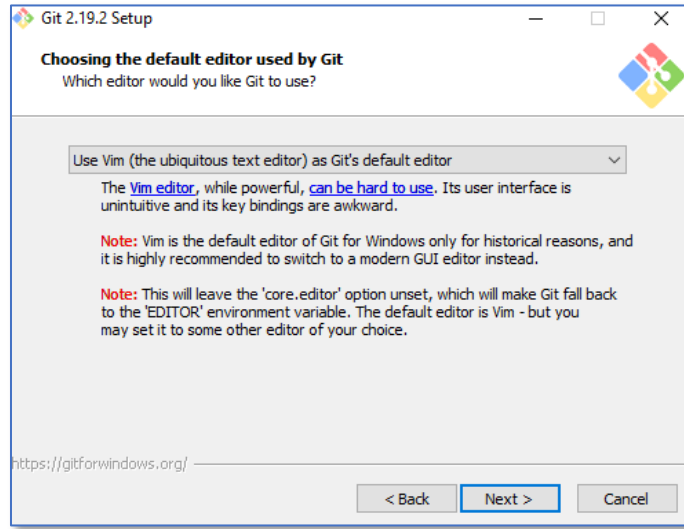 Git 2.19.2 Setup
Choosing the default editor used by Git
Which editor would you like Git to use?
Use Vim (the ubiquitous text editor) as Git's default editor
The Vim editor, while powerful, can be hard to use. Its user interface is
unintuitive and its key bindings are awkward.
Note: Vim is the default editor of Git for Windows only for historical reasons, and
it is highly recommended to switch to a modern GUI editor instead.
Note: This will leave the 'core.editor' option unset, which will make Git fall back
to the 'EDITOR' environment variable. The default editor is Vim - but you
may set it to some other editor of your choice.
https://gitforwindows.org/
< Back Next > Cancel